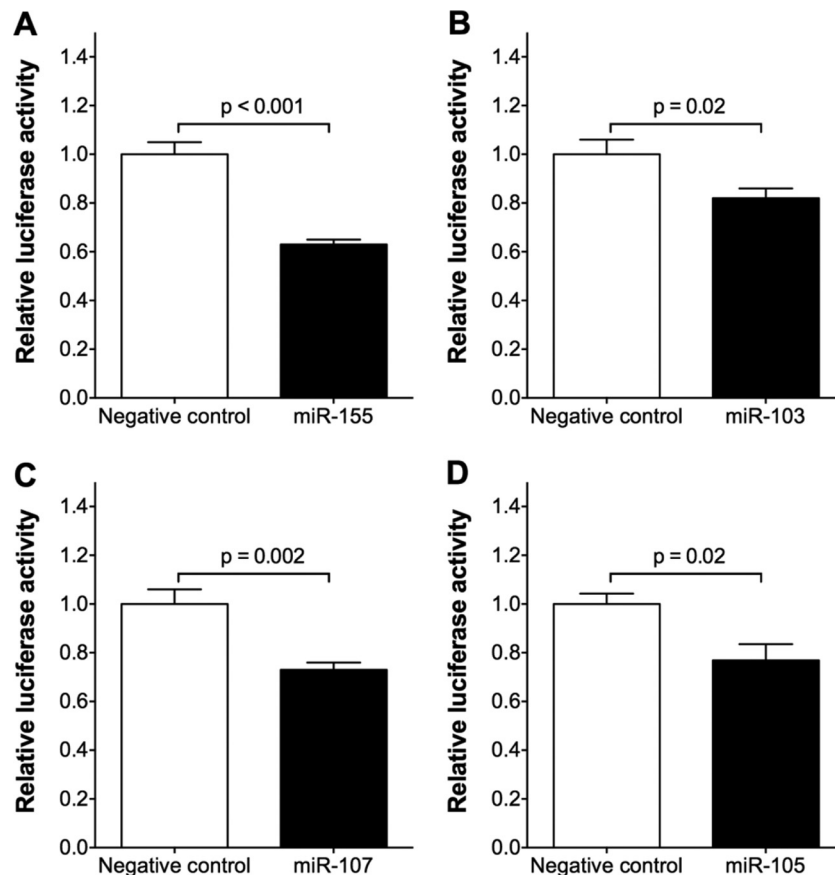 A
Relative luciferase activity
1.4
1.2
1.0
0.8
0.6
0.4
0.2
0.0
p < 0.001
Negative control
miR-155
B
Relative luciferase activity
1.4
1.2
1.0
0.8
0.6
0.4
0.2
0.0
p = 0.02
Negative control
miR-103
C
Relative luciferase activity
1.4
1.2
1.0
0.8
0.6
0.4
0.2
0.0
p = 0.002
Negative control
miR-107
D
Relative luciferase activity
1.4
1.2
1.0
0.8
0.6
0.4
0.2
0.0
p = 0.02
Negative control
miR-105